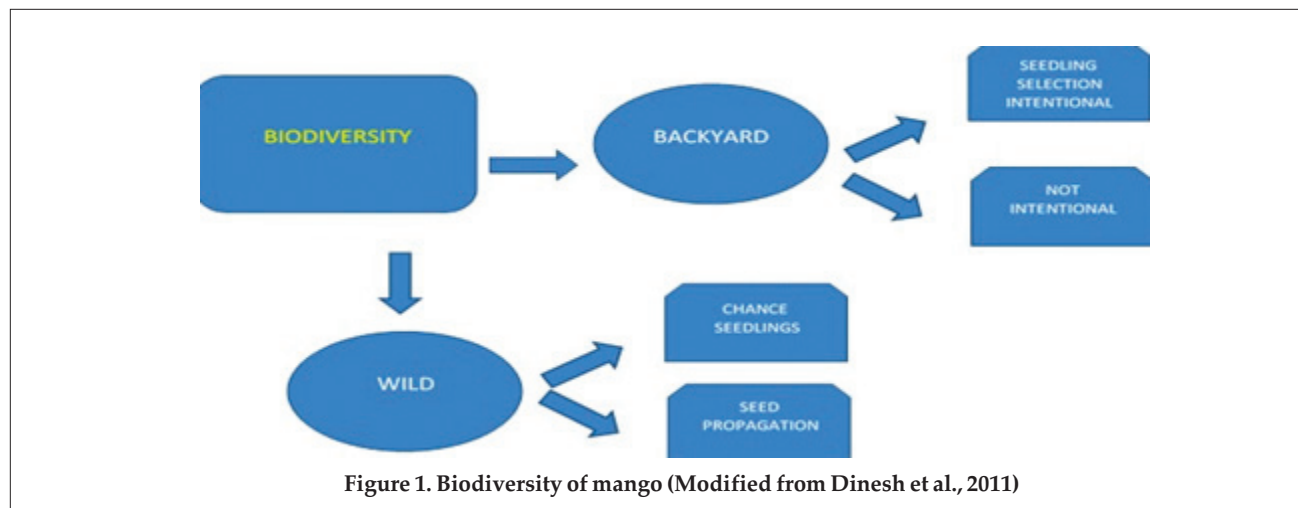 BIODIVERSITY
BACKYARD
SEEDLING
SELECTION
INTENTIONAL
NOT
INTENTIONAL
WILD
CHANCE
SEEDLINGS
SEED
PROPAGATION
Figure 1. Biodiversity of mango (Modified from Dinesh et al., 2011)